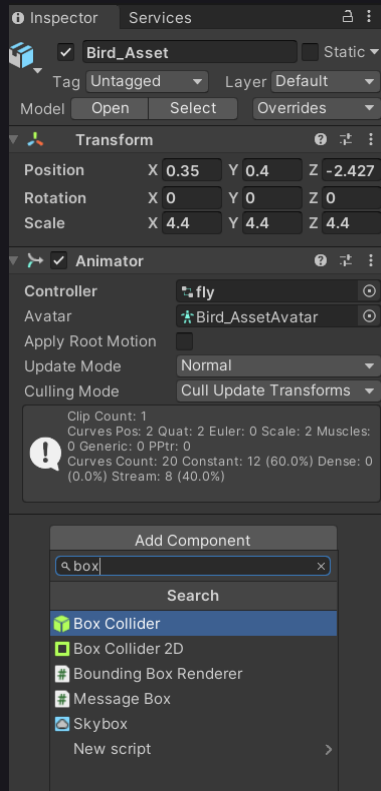 Inspector Services
Bird_Asset Static
Tag Untagged Layer Default
Model Open Select Overrides
Transform
Position X 0.35 Y 0.4 Z -2.427
Rotation X 0 Y 0 Z 0
Scale X 4.4 Y 4.4 Z 4.4
Animator
Controller fly
Avatar Bird_AssetAvatar
Apply Root Motion
Update Mode Normal
Culling Mode Cull Update Transforms
Clip Count: 1
Curves Pos: 2 Quat: 2 Euler: 0 Scale: 2 Muscles:
0 Generic: 0 PPtr: 0
Curves Count: 20 Constant: 12 (60.0%) Dense: 0
(0.0%) Stream: 8 (40.0%)
Add Component
box
Search
Box Collider
Box Collider 2D
Bounding Box Renderer
Message Box
Skybox
New script